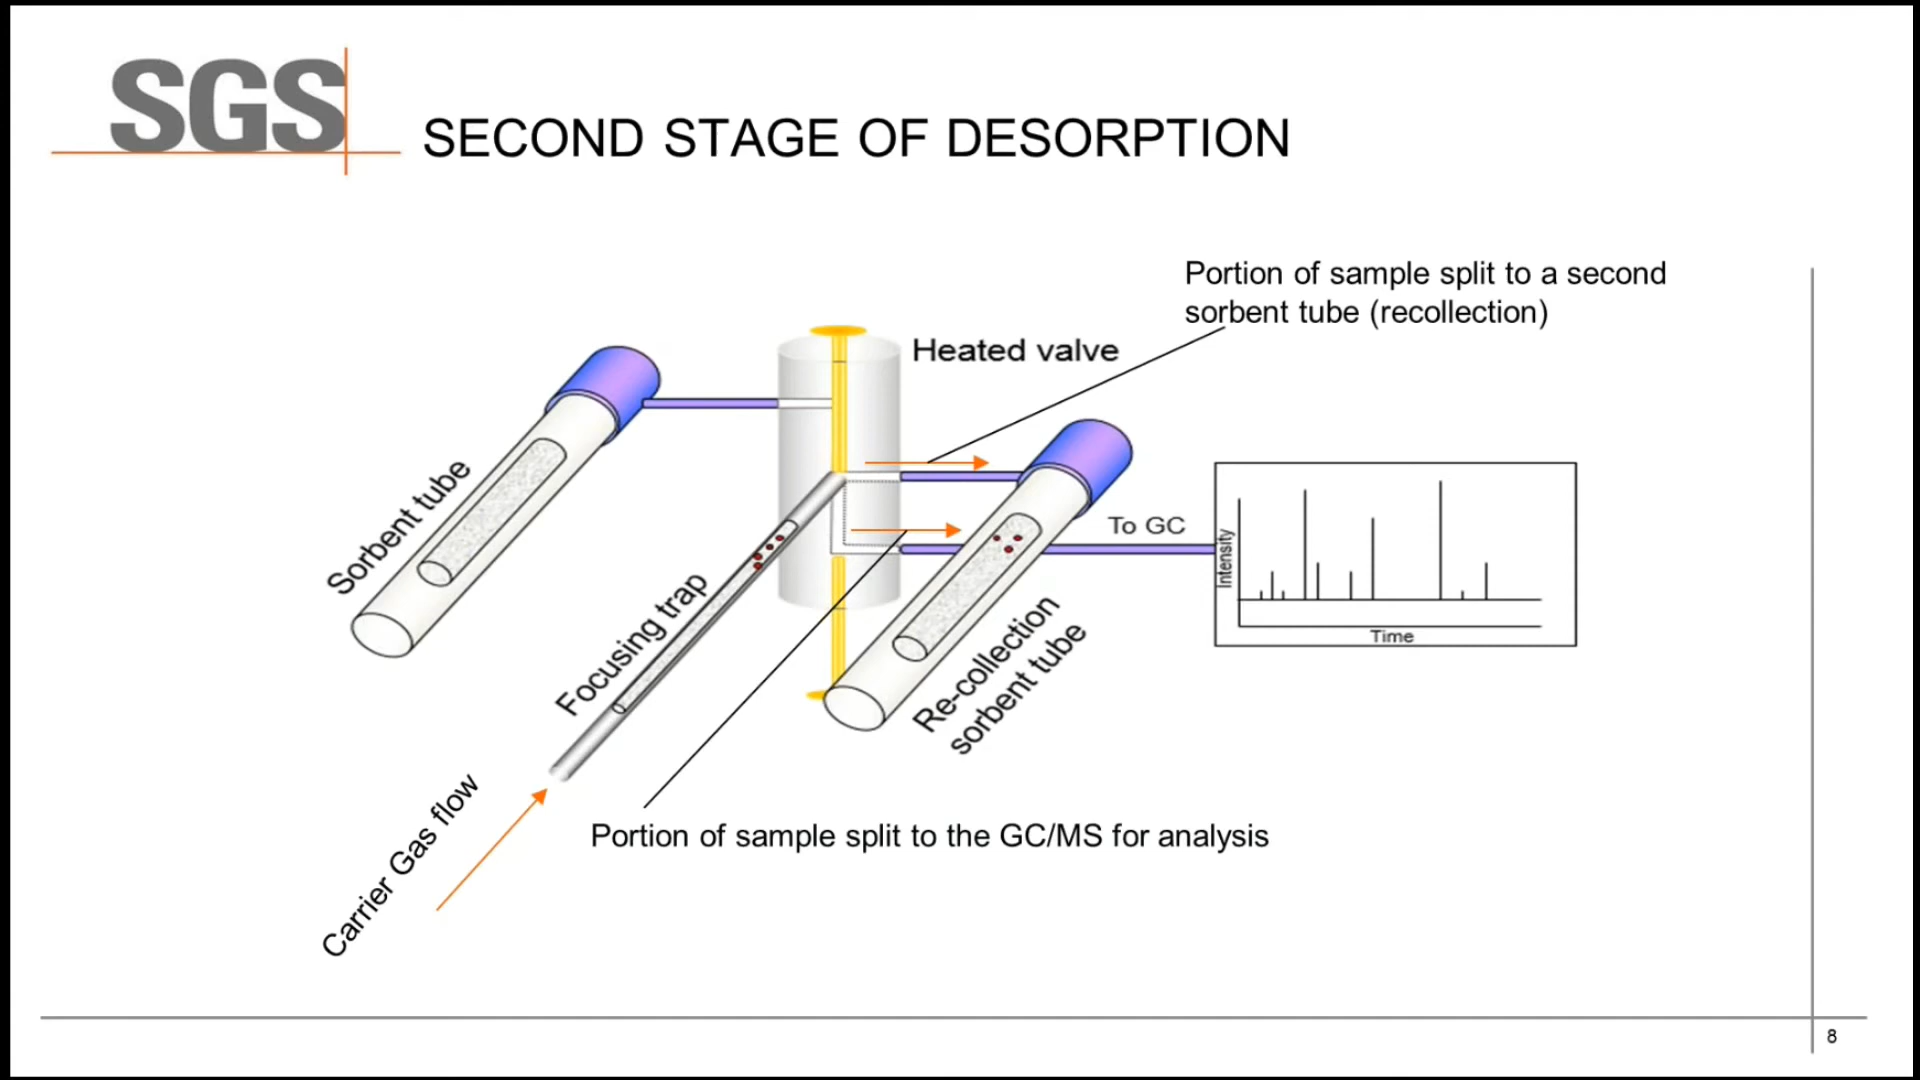 SGS
SECOND STAGE OF DESORPTION
Portion of sample split to a second
sorbent tube (recollection)
Heated valve
Sorbent tube
To GC
Intensity
Time
Focusing trap
Re-collection
sorbent tube
Carrier Gas flow
Portion of sample split to the GC/MS for analysis
8